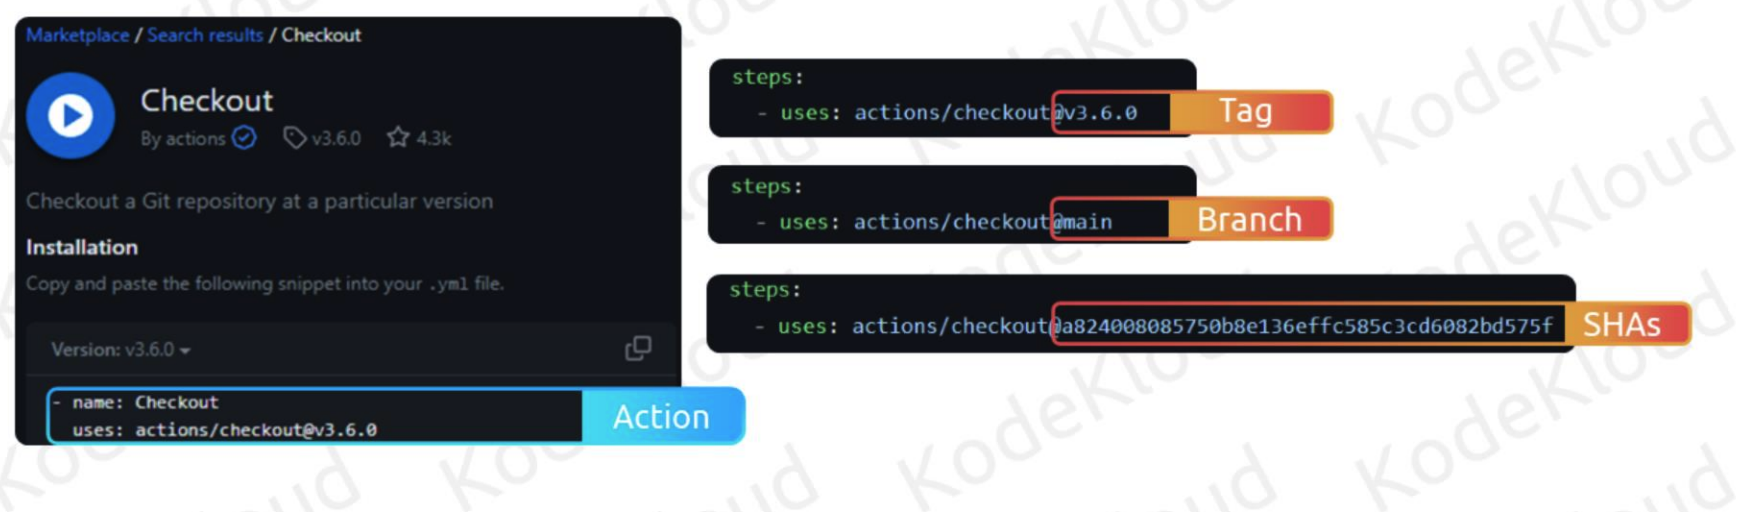 Marketplace / Search results / Checkout
Checkout
By actions v3.6.0 4.3k
Checkout a Git repository at a particular version
Installation
Copy and paste the following snippet into your .yml file.
Version: v3.6.0
- name: Checkout
uses: actions/checkout@v3.6.0
Action
steps:
- uses: actions/checkout@v3.6.0
Tag
steps:
- uses: actions/checkout@main
Branch
steps:
- uses: actions/checkout@a824008085750b8e136effc585c3cd6082bd575f
SHAs
KodeKloud
KodeKloud
KodeKloud
KodeKloud